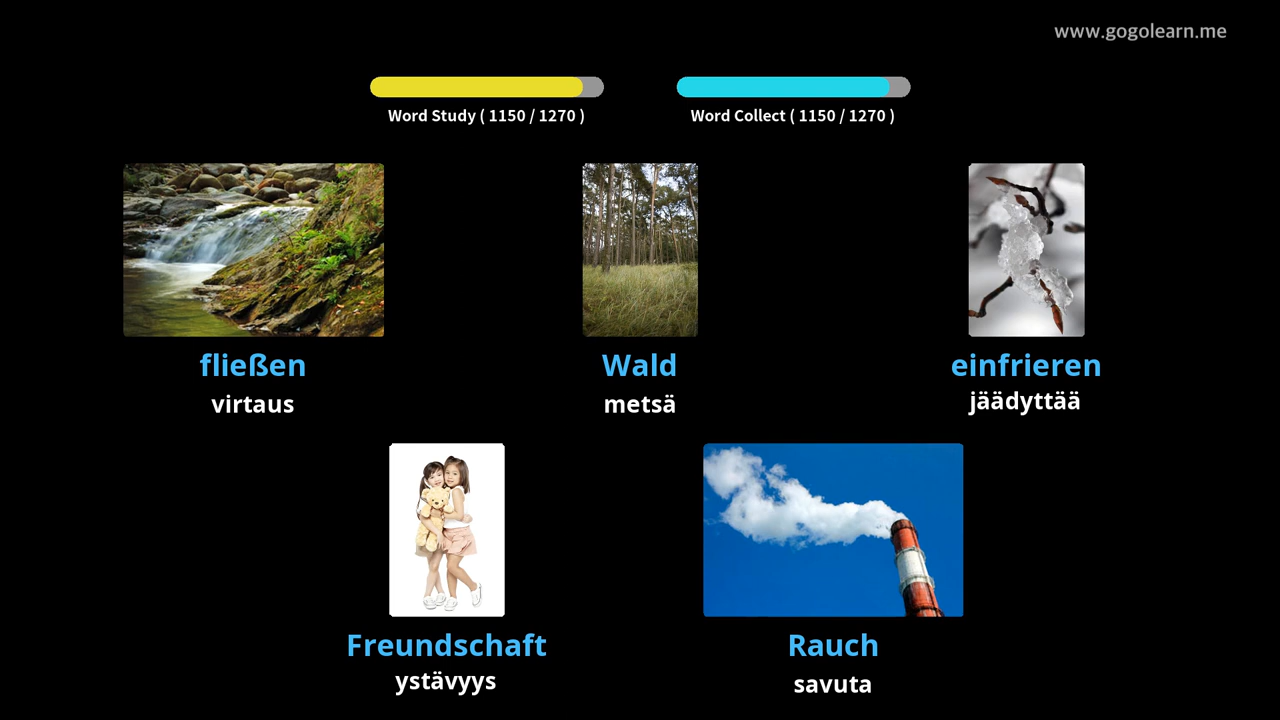 www.gogolearn.me
Word Study ( 1150 / 1270 )
Word Collect ( 1150 / 1270 )
fließen
virtaus
Wald
metsä
einfrieren
jäädyttää
Freundschaft
ystävyys
Rauch
savuta